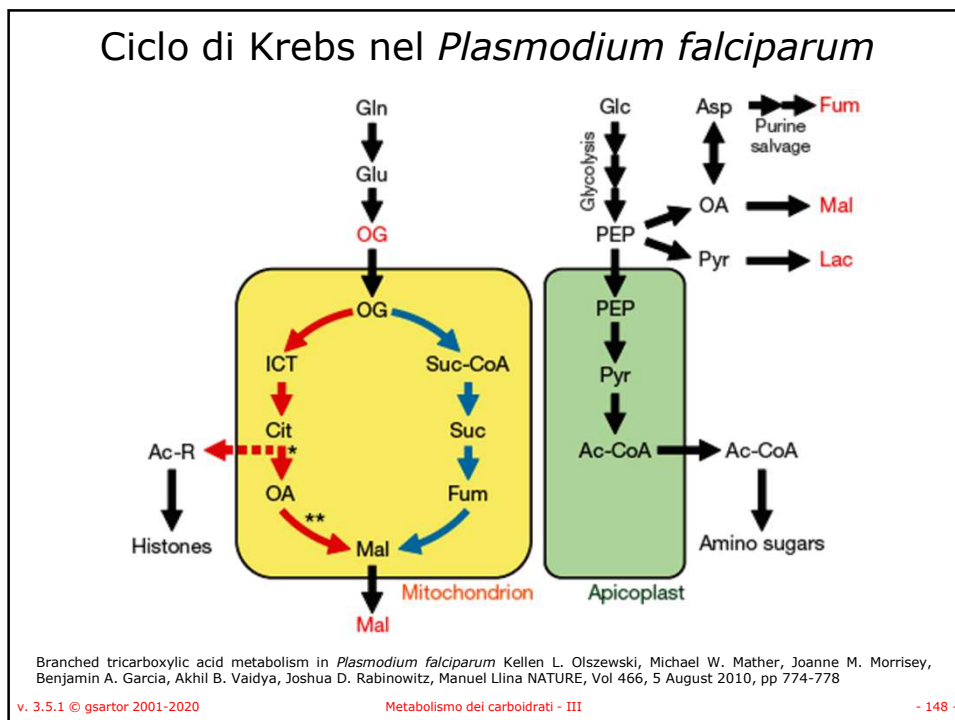 Ciclo di Krebs nel Plasmodium falciparum
Gln
Glu
OG
OG
ICT
Suc-CoA
Cit
*
Suc
Ac-R
OA
**
Fum
Histones
Mal
Mitochondrion
Mal
Glc
Glycolysis
PEP
Asp
Fum
Purine
salvage
OA
Mal
Pyr
Lac
PEP
Pyr
Ac-CoA
Ac-CoA
Amino sugars
Apicoplast
Branched tricarboxylic acid metabolism in Plasmodium falciparum Kellen L. Olszewski, Michael W. Mather, Joanne M. Morrisey,
Benjamin A. Garcia, Akhil B. Vaidya, Joshua D. Rabinowitz, Manuel Llina NATURE, Vol 466, 5 August 2010, pp 774-778
v. 3.5.1 © gsartor 2001-2020
Metabolismo dei carboidrati - III
- 148 -